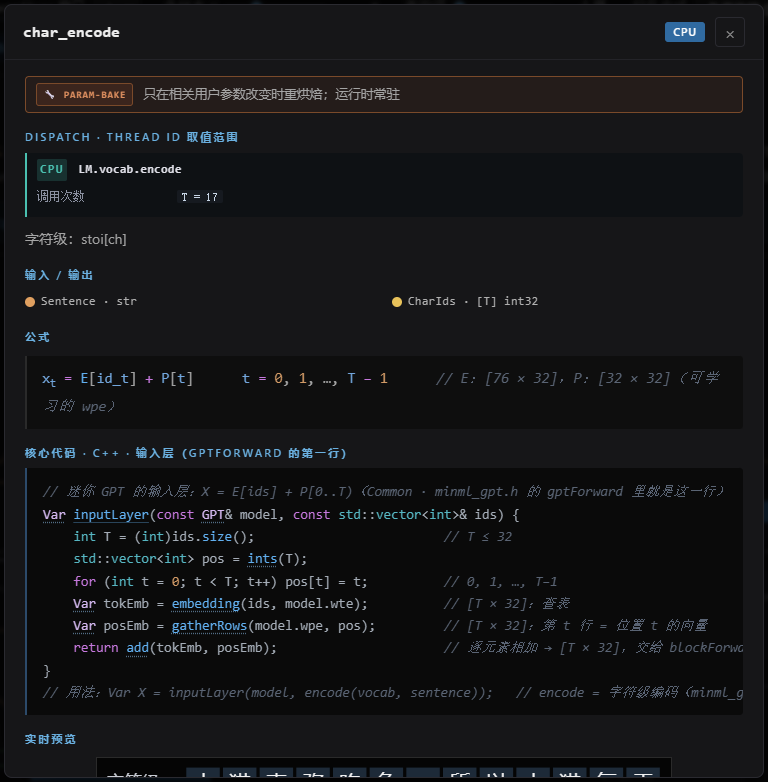 char_encode
CPU
×
PARAM-BAKE 只在相关用户参数改变时重烘焙；运行时常驻
DISPATCH · THREAD ID 取值范围
CPU LM.vocab.encode
调用次数 T = 17
字符级：stoi[ch]
输入 / 输出
Sentence · str
CharIds · [T] int32
公式
xt = E[id_t] + P[t] t = 0, 1, …, T − 1 // E: [76 × 32]，P: [32 × 32]（可学
习的 wpe）
核心代码 · C++ · 输入层 (GPTFORWARD 的第一行)
// 迷你 GPT 的输入层：X = E[ids] + P[0..T)（Common · minml_gpt.h 的 gptForward 里就是这一行）
Var inputLayer(const GPT& model, const std::vector<int>& ids) {
int T = (int)ids.size(); // T ≤ 32
std::vector<int> pos = ints(T);
for (int t = 0; t < T; t++) pos[t] = t; // 0, 1, …, T−1
Var tokEmb = embedding(ids, model.wte); // [T × 32]：查表
Var posEmb = gatherRows(model.wpe, pos); // [T × 32]：第 t 行 = 位置 t 的向量
return add(tokEmb, posEmb); // 逐元素相加 → [T × 32]，交给 blockForwa
}
// 用法：Var X = inputLayer(model, encode(vocab, sentence)); // encode = 字符级编码（minml_g
实时预览